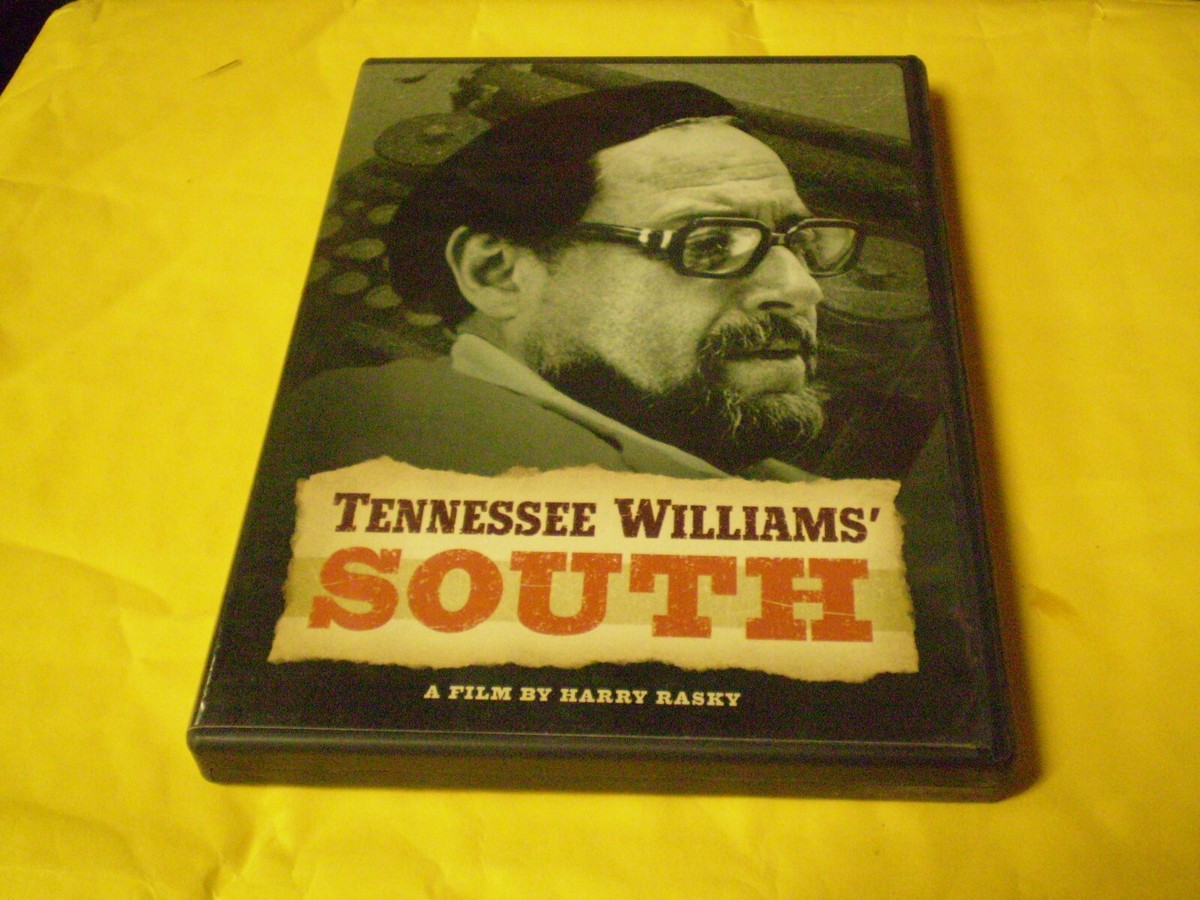 TENNESSEE WILLIAMS'
SOUTH
A FILM BY HARRY RASKY